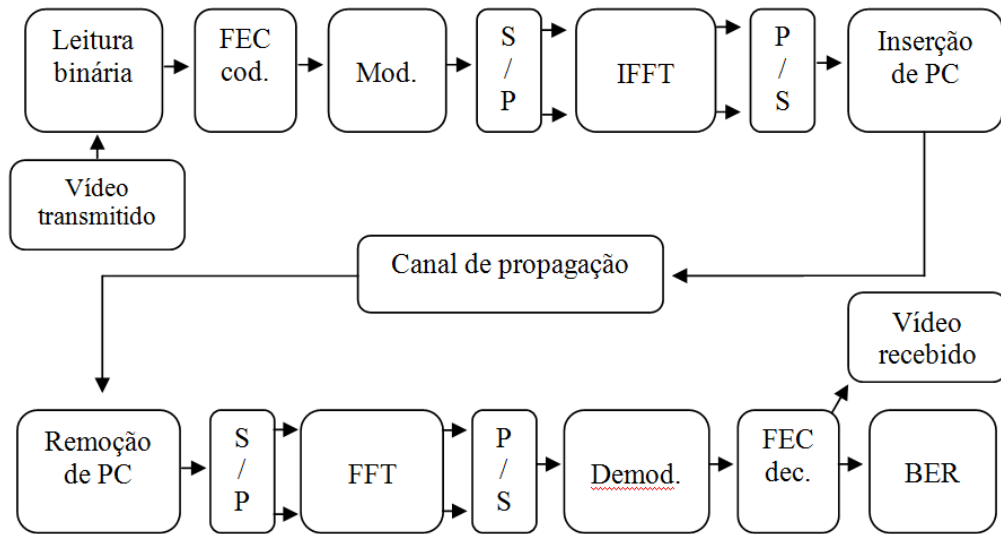 Leitura
binária
FEC
cod.
Mod.
S
/
P
IFFT
P
/
S
Inserção
de PC
Vídeo
transmitido
Canal de propagação
Vídeo
recebido
Remoção
de PC
S
/
P
FFT
P
/
S
Demod.
FEC
dec.
BER